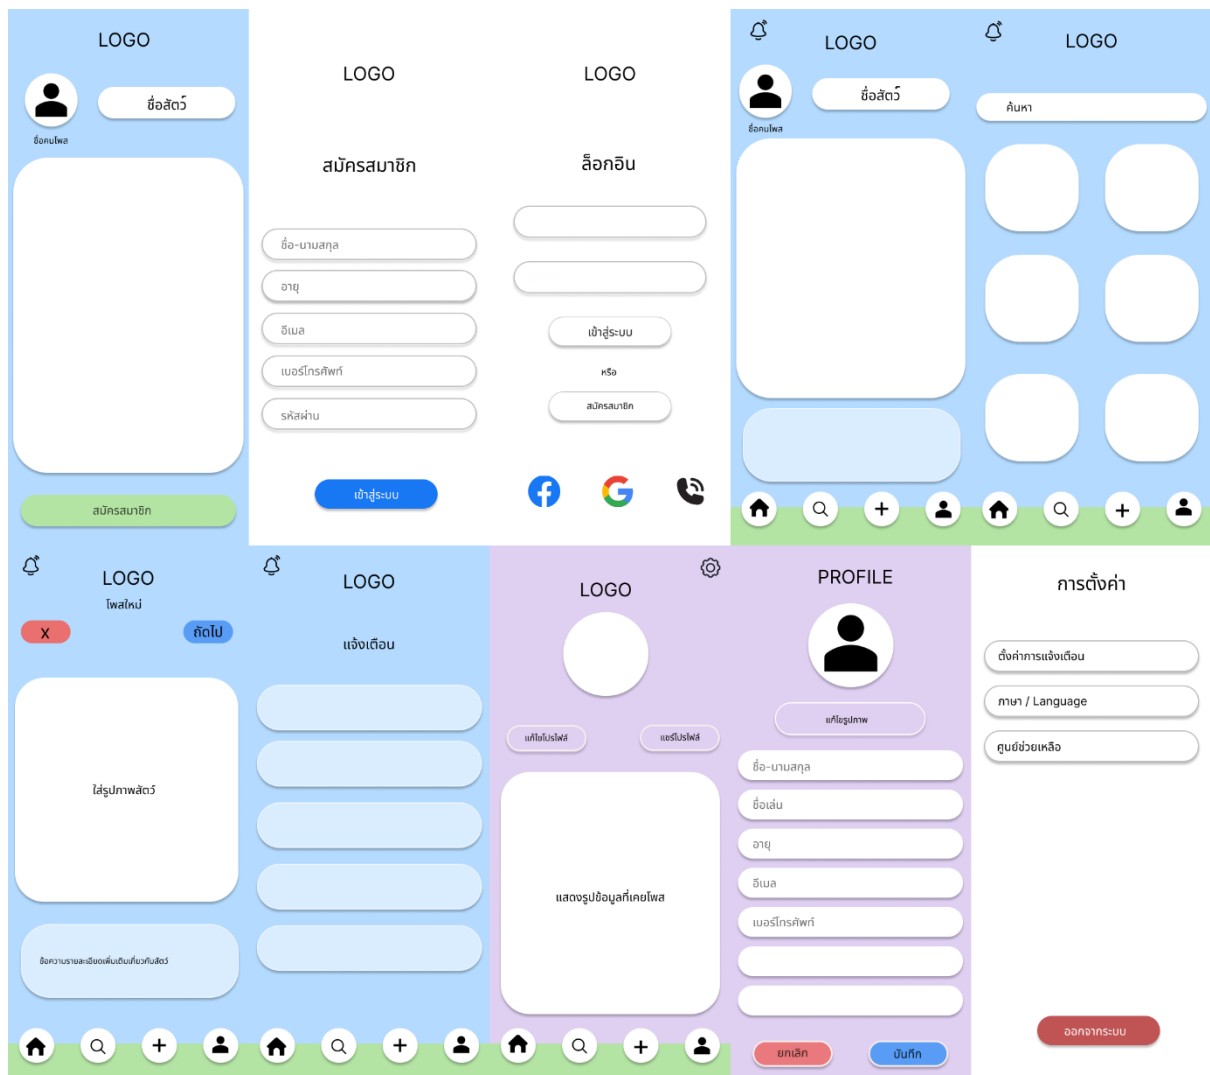 LOGO
ชื่อสัตว์
ชื่อคนโพส
สมัครสมาชิก
LOGO
สมัครสมาชิก
ชื่อ-นามสกุล
อายุ
อีเมล
เบอร์โทรศัพท์
รหัสผ่าน
เข้าสู่ระบบ
LOGO
ล็อกอิน
เข้าสู่ระบบ
หรือ
สมัครสมาชิก
LOGO
ชื่อสัตว์
ชื่อคนโพส
LOGO
ค้นหา
LOGO
โพสใหม่
X
ถัดไป
ใส่รูปภาพสัตว์
ข้อความรายละเอียดเพิ่มเติมเกี่ยวกับสัตว์
LOGO
แจ้งเตือน
LOGO
แก้ไขโปรไฟล์
แชร์โปรไฟล์
แสดงรูปข้อมูลที่เคยโพส
PROFILE
แก้ไขรูปภาพ
ชื่อ-นามสกุล
ชื่อเล่น
อายุ
อีเมล
เบอร์โทรศัพท์
ยกเลิก
บันทึก
การตั้งค่า
ตั้งค่าการแจ้งเตือน
ภาษา / Language
ศูนย์ช่วยเหลือ
ออกจากระบบ